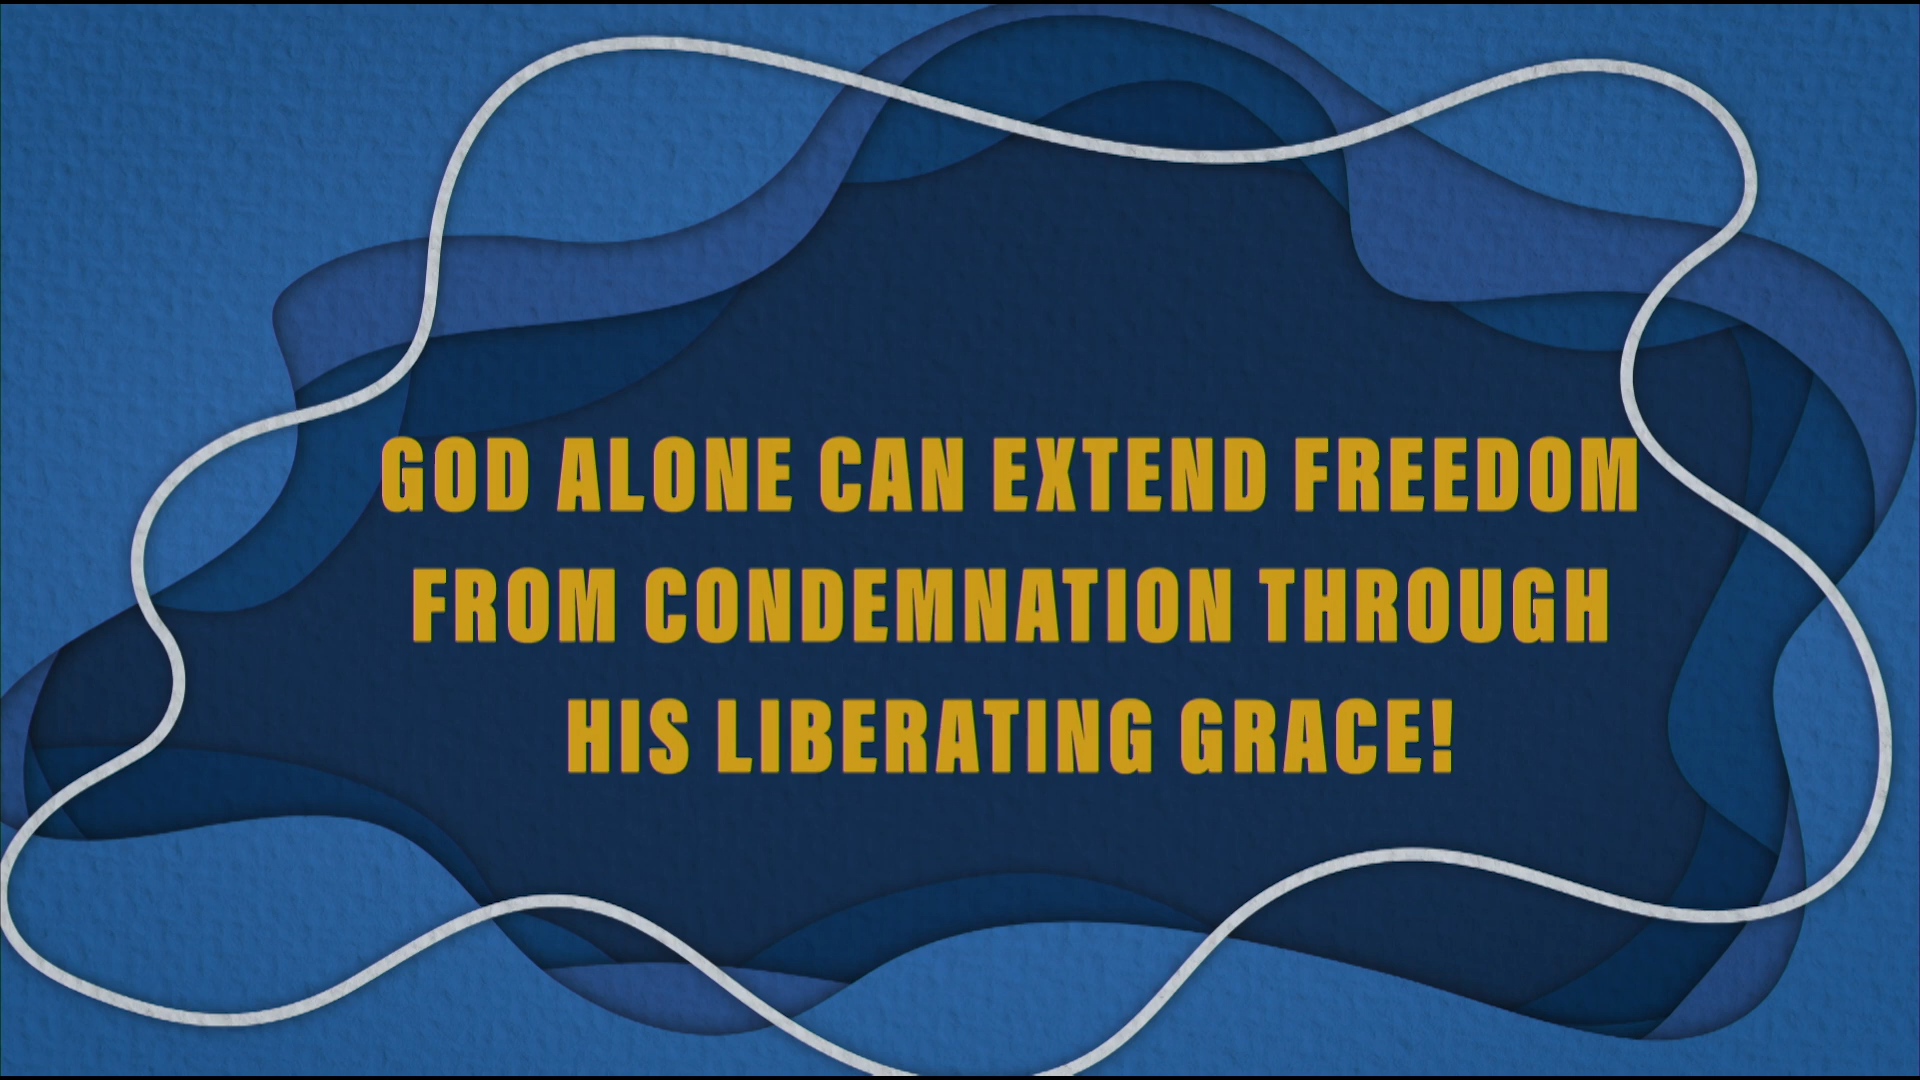 GOD ALONE CAN EXTEND FREEDOM
FROM CONDEMNATION THROUGH
HIS LIBERATING GRACE!